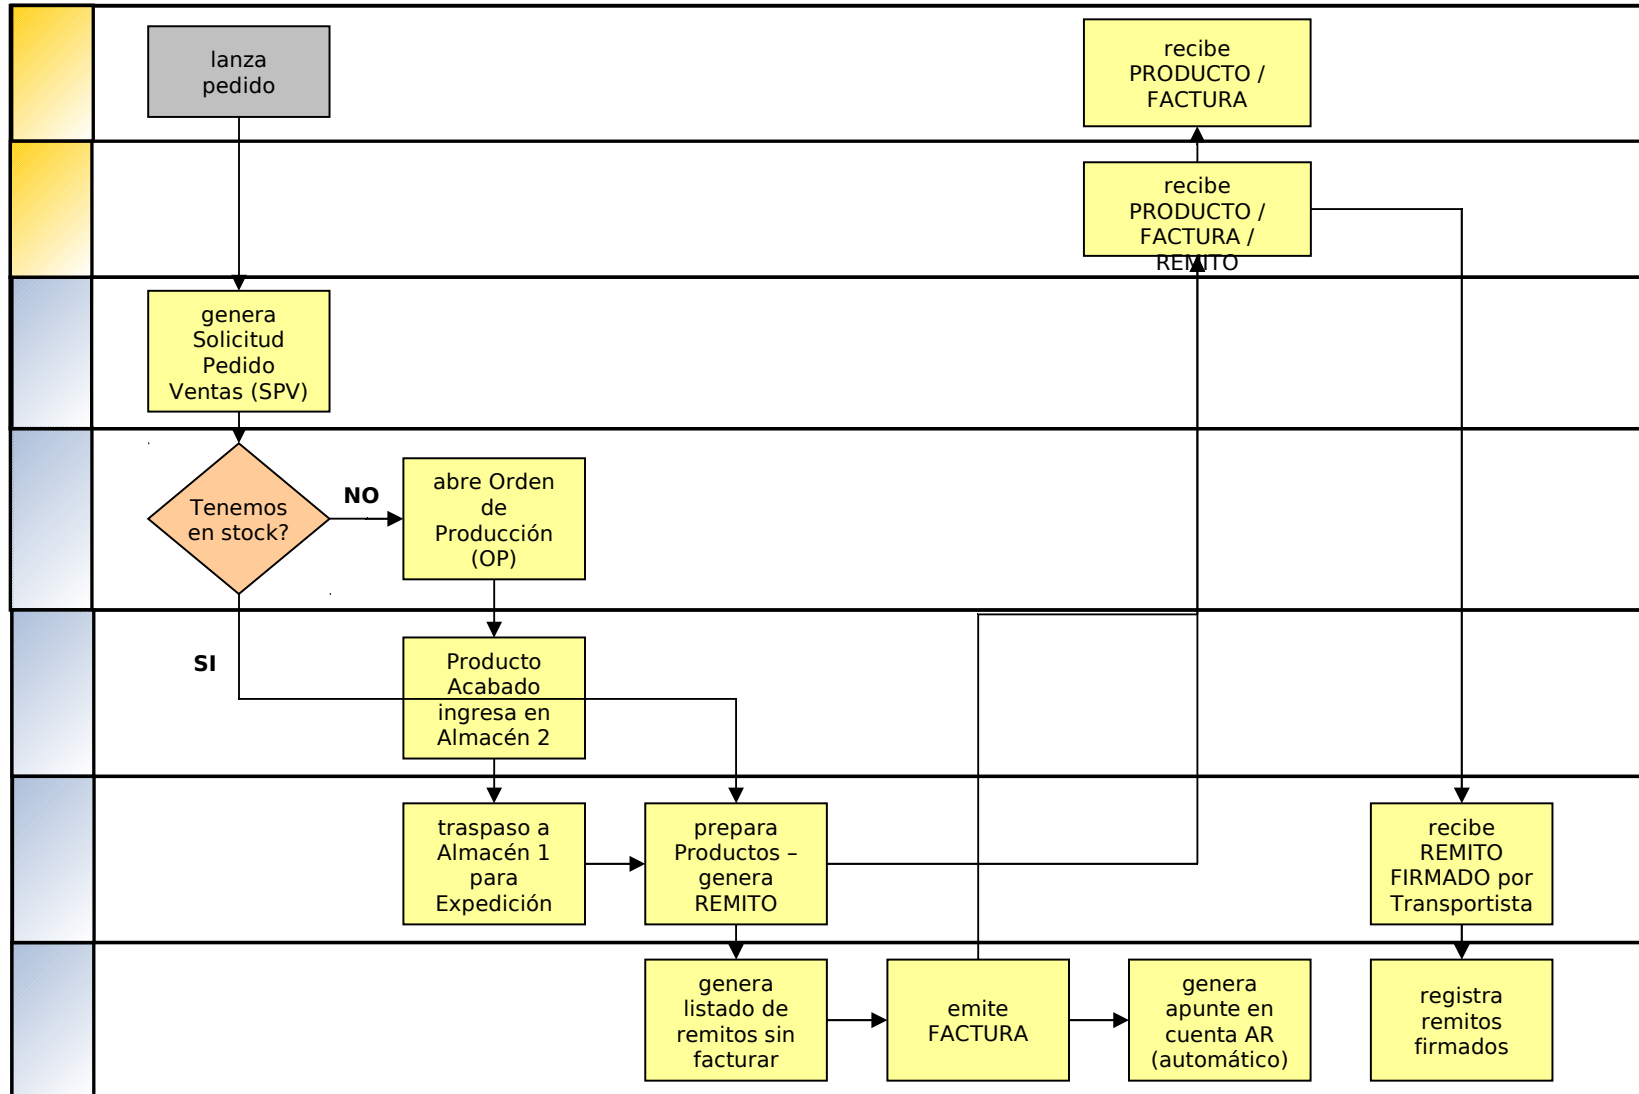 lanza
pedido
recibe
PRODUCTO /
FACTURA
recibe
PRODUCTO /
FACTURA /
REMITO
genera
Solicitud
Pedido
Ventas (SPV)
Tenemos
en stock?
NO
abre Orden
de
Producción
(OP)
SI
Producto
Acabado
ingresa en
Almacén 2
traspaso a
Almacén 1
para
Expedición
prepara
Productos –
genera
REMITO
recibe
REMITO
FIRMADO por
Transportista
genera
listado de
remitos sin
facturar
emite
FACTURA
genera
apunte en
cuenta AR
(automático)
registra
remitos
firmados